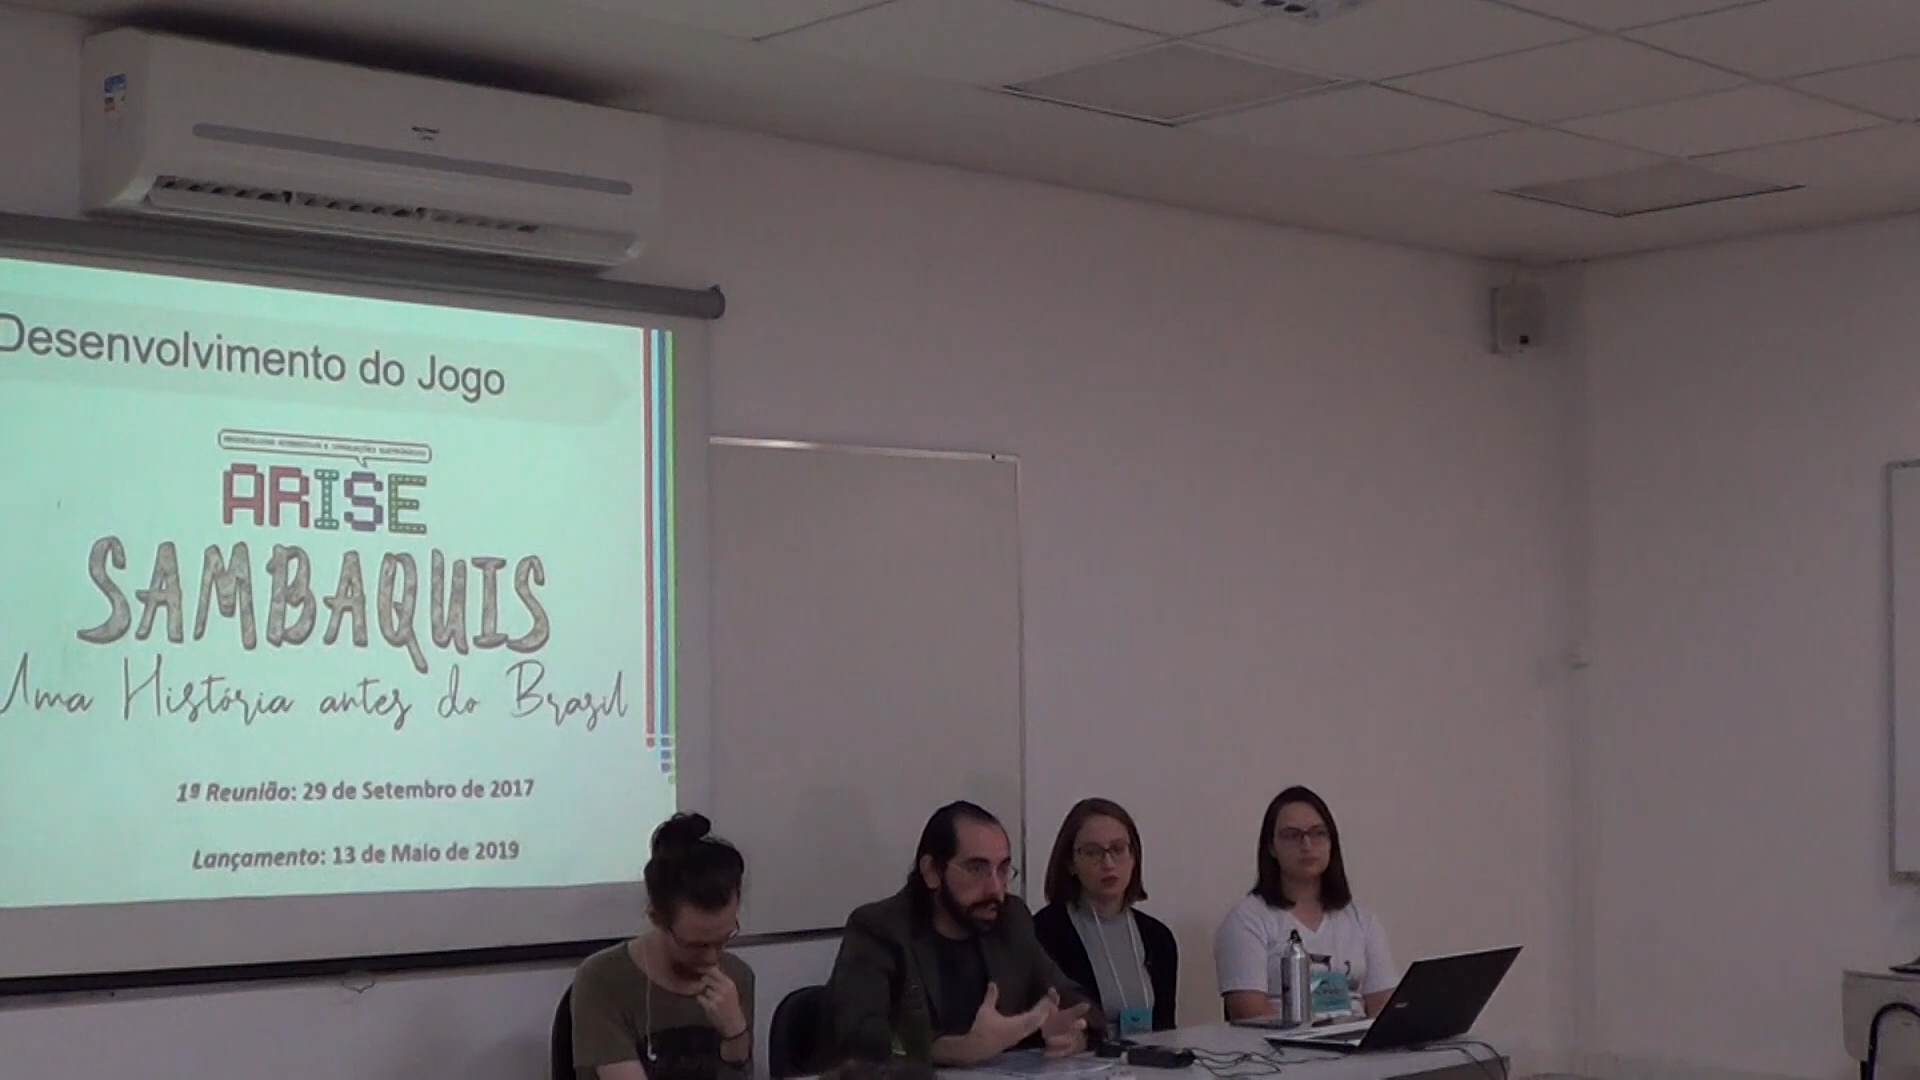 Desenvolvimento do Jogo
ARISE
SAMBAQUIS
Uma História antes do Brasil
1ª Reunião: 29 de Setembro de 2017
Lançamento: 13 de Maio de 2019